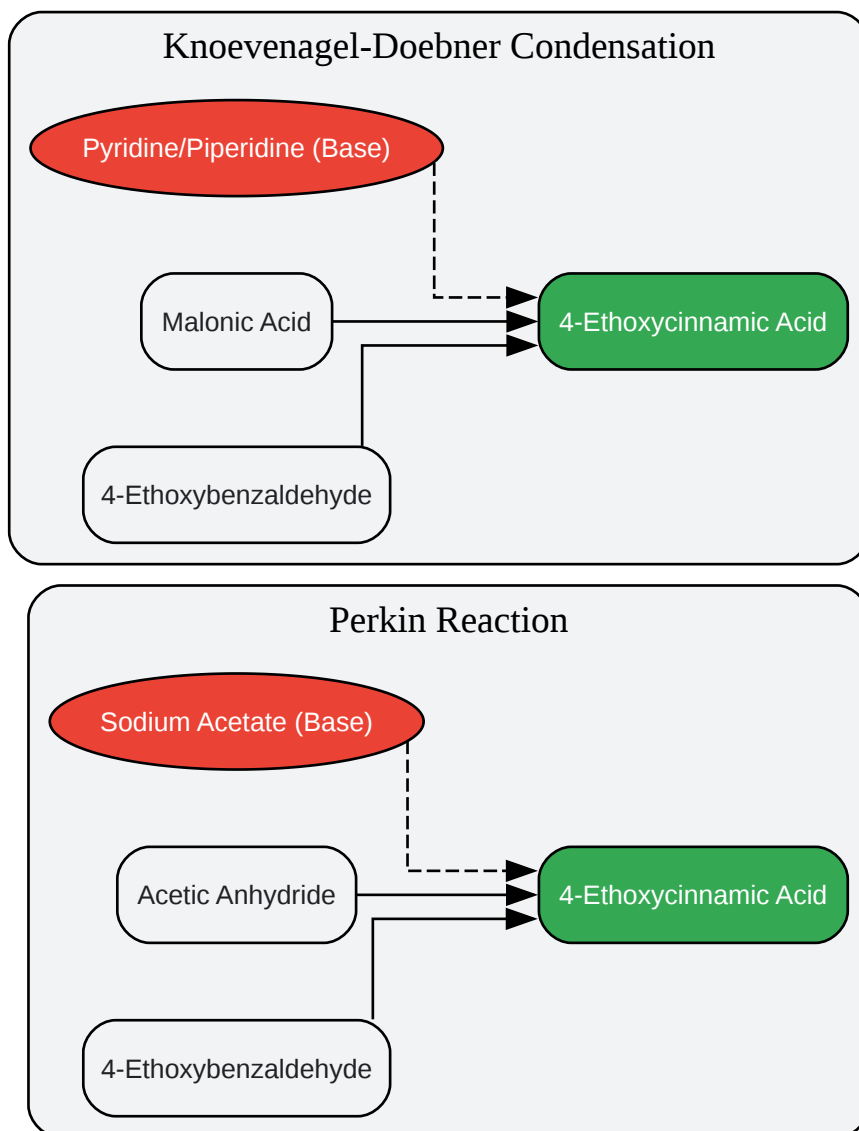 Knoevenagel-Doebner Condensation
Pyridine/Piperidine (Base)
Malonic Acid
4-Ethoxycinnamic Acid
4-Ethoxybenzaldehyde
Perkin Reaction
Sodium Acetate (Base)
Acetic Anhydride
4-Ethoxycinnamic Acid
4-Ethoxybenzaldehyde